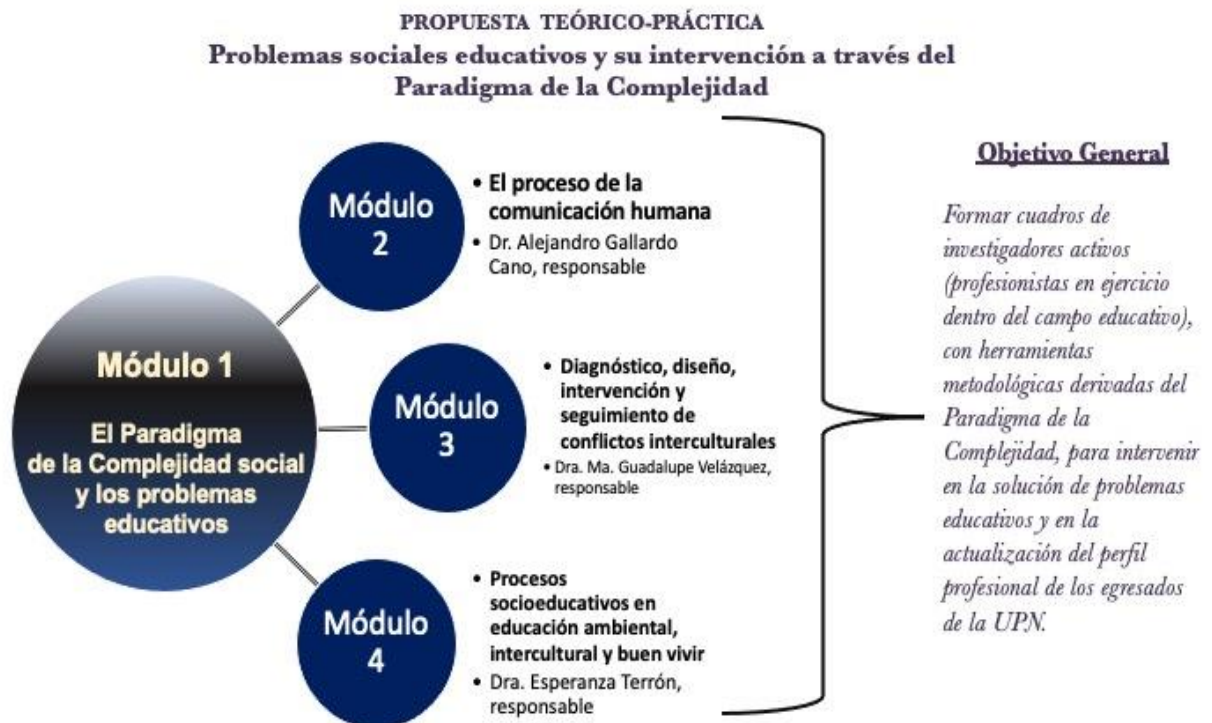 PROPUESTA TEÓRICO-PRÁCTICA
Problemas sociales educativos y su intervención a través del
Paradigma de la Complejidad
Módulo 1
El Paradigma
de la Complejidad social
y los problemas
educativos
Módulo
2
• El proceso de la
comunicación humana
• Dr. Alejandro Gallardo
Cano, responsable
Módulo
3
• Diagnóstico, diseño,
intervención y
seguimiento de
conflictos interculturales
• Dra. Ma. Guadalupe Velázquez,
responsable
Módulo
4
• Procesos
socioeducativos en
educación ambiental,
intercultural y buen vivir
• Dra. Esperanza Terrón,
responsable
Objetivo General
Formar cuadros de
investigadores activos
(profesionistas en ejercicio
dentro del campo educativo),
con herramientas
metodológicas derivadas del
Paradigma de la
Complejidad, para intervenir
en la solución de problemas
educativos y en la
actualización del perfil
profesional de los egresados
de la UPN.